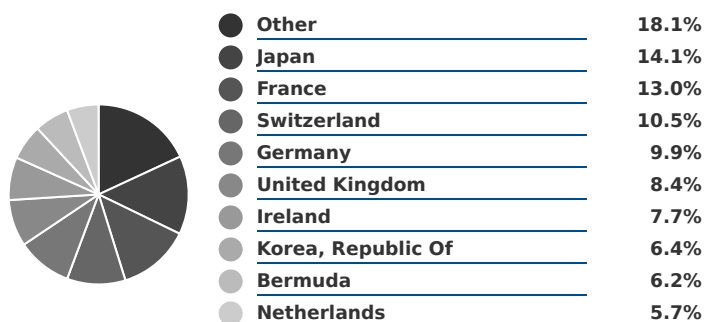 Other 18.1%
Japan 14.1%
France 13.0%
Switzerland 10.5%
Germany 9.9%
United Kingdom 8.4%
Ireland 7.7%
Korea, Republic Of 6.4%
Bermuda 6.2%
Netherlands 5.7%